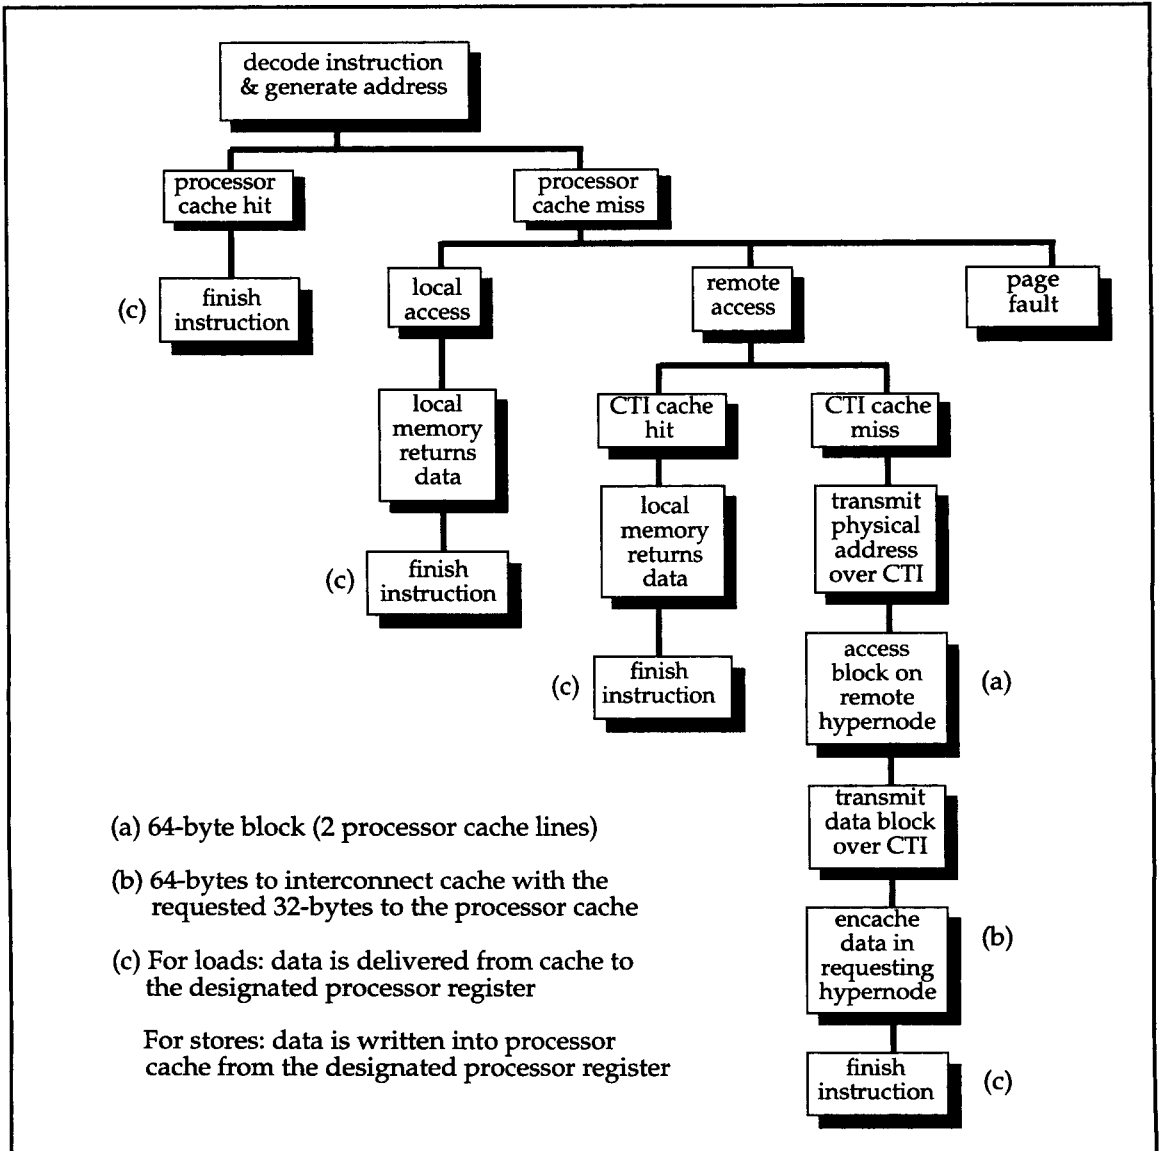 decode instruction
& generate address
processor
cache hit
processor
cache miss
(c)
finish
instruction
local
access
remote
access
page
fault
local
memory
returns
data
CTI cache
hit
CTI cache
miss
(c)
finish
instruction
local
memory
returns
data
transmit
physical
address
over CTI
(c)
finish
instruction
access
block on
remote
hypernode
(a)
transmit
data block
over CTI
encache
data in
requesting
hypernode
(b)
finish
instruction
(c)
(a) 64-byte block (2 processor cache lines)
(b) 64-bytes to interconnect cache with the
requested 32-bytes to the processor cache
(c) For loads: data is delivered from cache to
the designated processor register
For stores: data is written into processor
cache from the designated processor register